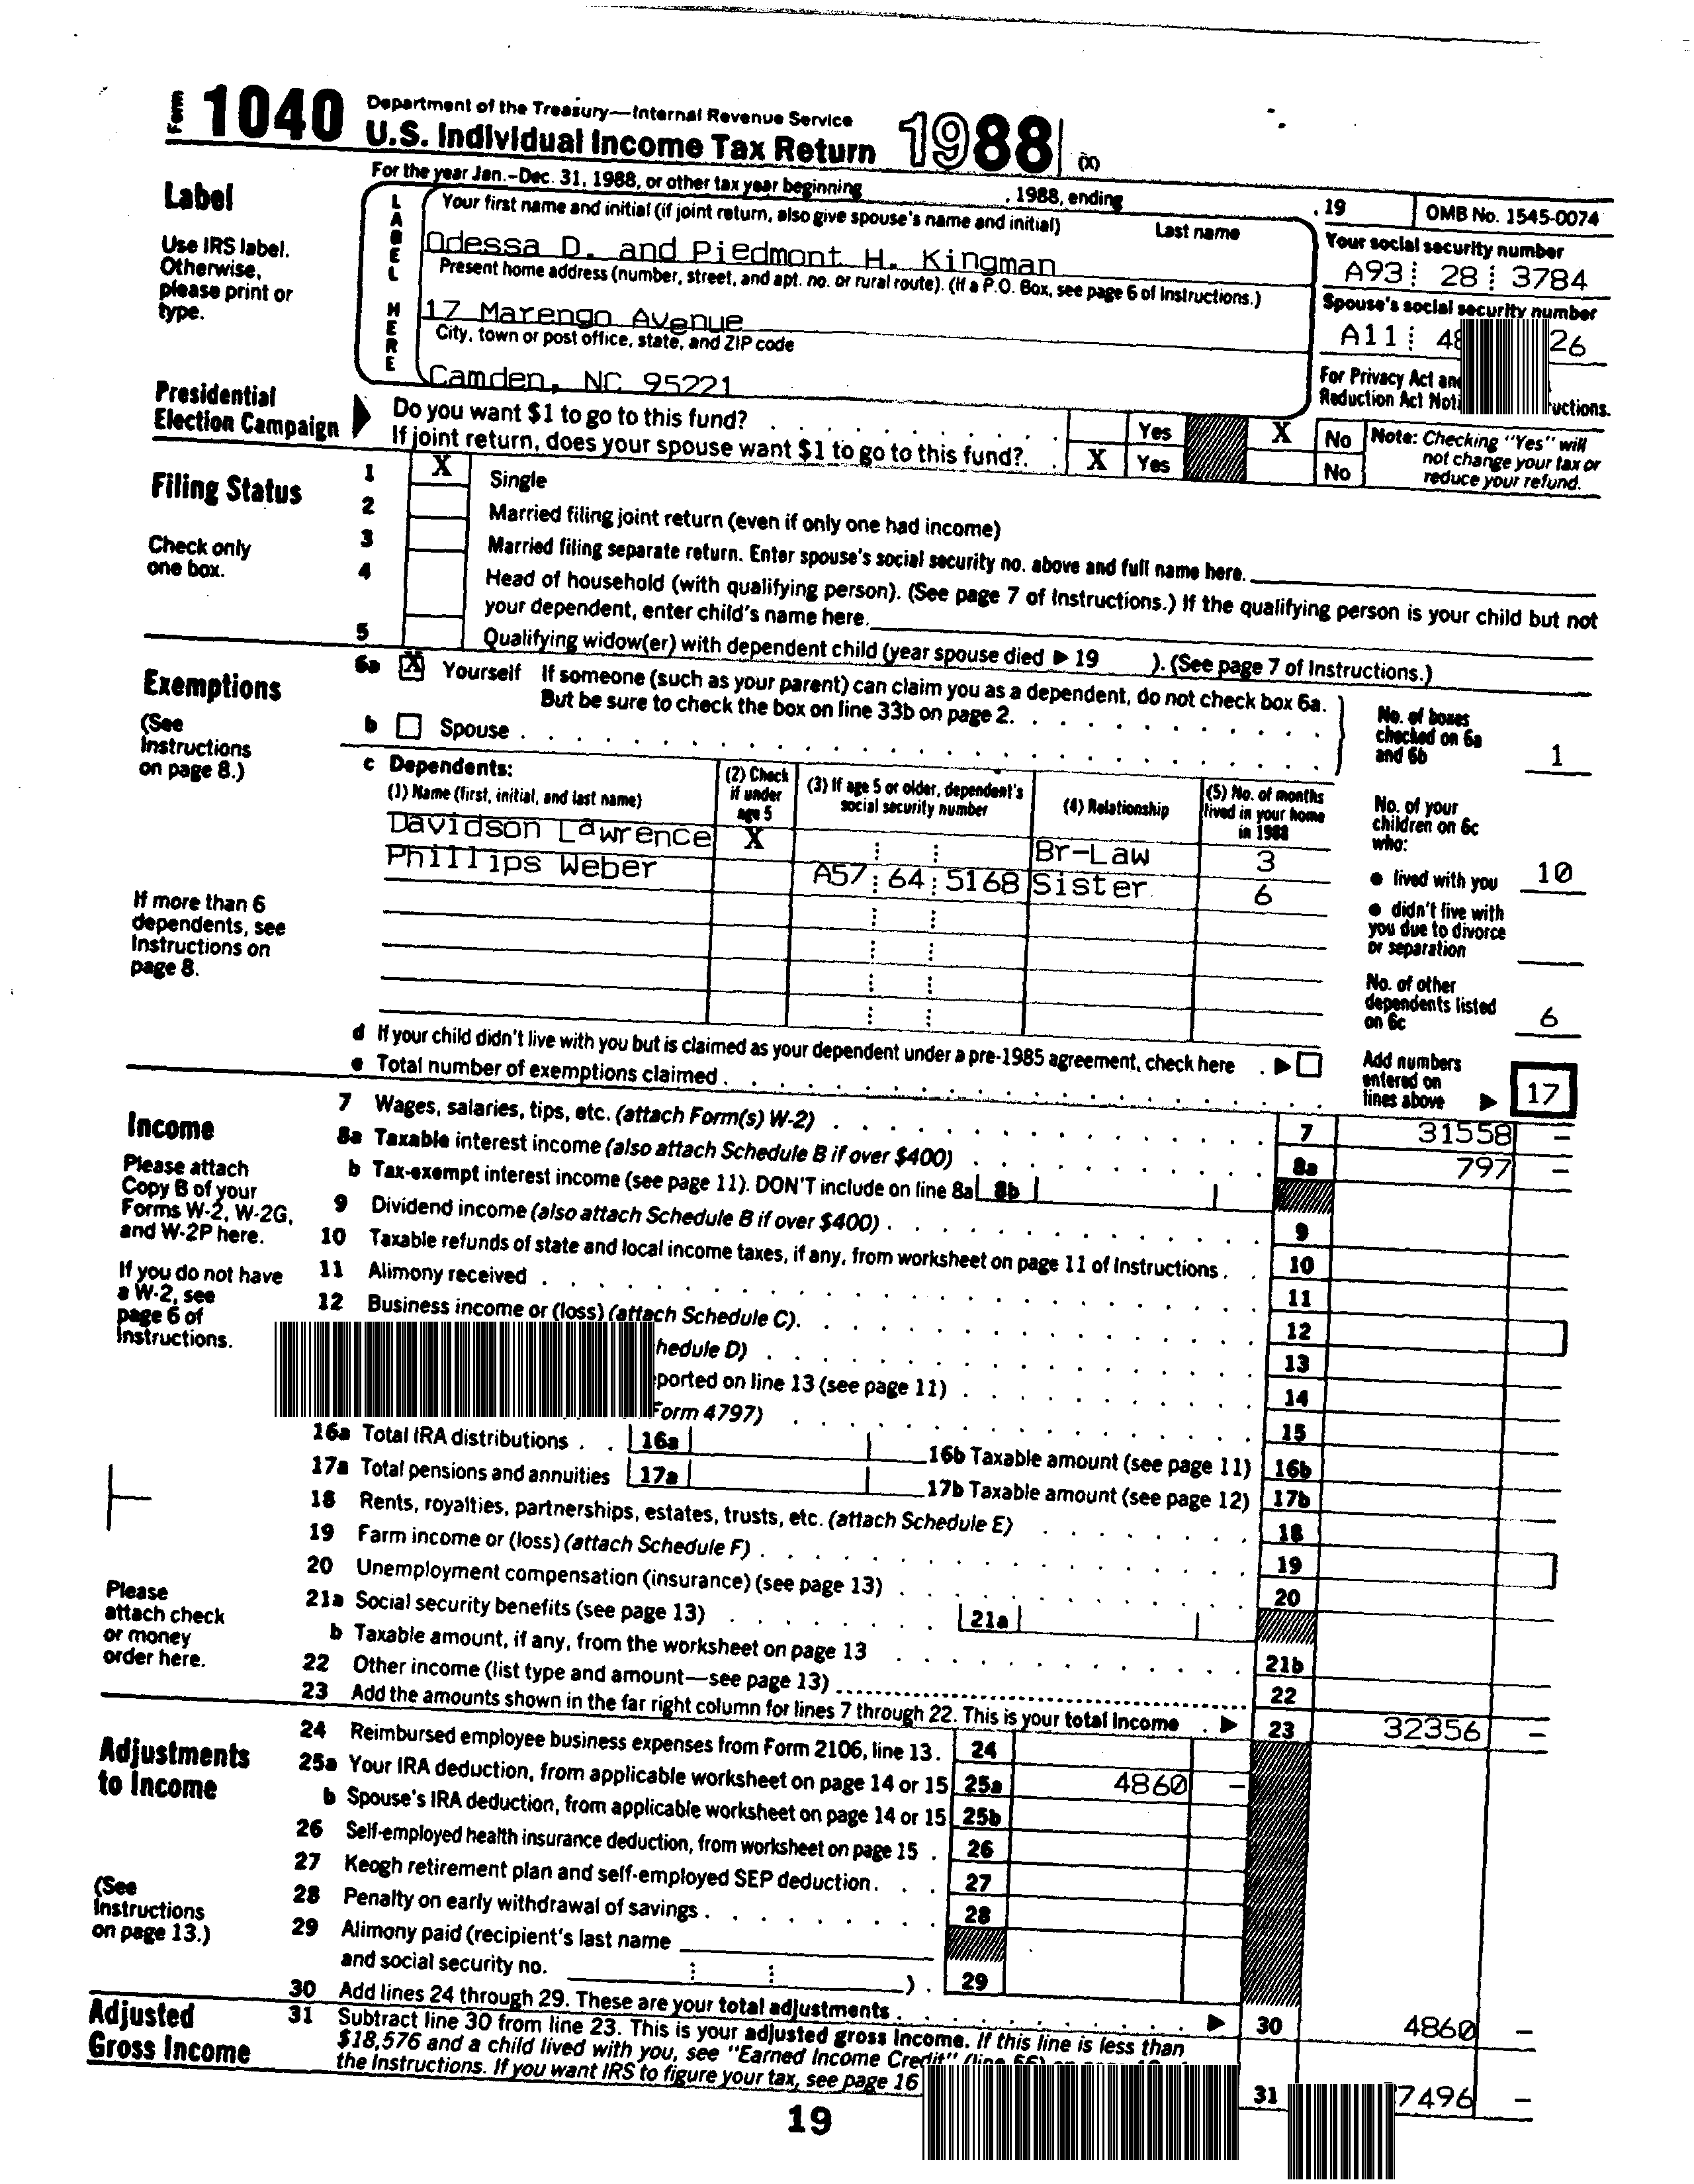 Form 1040 Department of the Treasury—Internal Revenue Service
U.S. Individual Income Tax Return 1988 (X)
For the year Jan.-Dec. 31, 1988, or other tax year beginning , 1988, ending , 19 OMB No. 1545-0074
Label
Use IRS label.
Otherwise,
please print or
type.
LABEL HERE
Your first name and initial (if joint return, also give spouse's name and initial) Last name
Odessa D. and Piedmont H. Kingman
Present home address (number, street, and apt. no. or rural route). (If a P.O. Box, see page 6 of Instructions.)
17 Marengo Avenue
City, town or post office, state, and ZIP code
Camden, NC 95221
Your social security number
A93 28 3784
Spouse's social security number
A11 48 26
For Privacy Act and
Reduction Act Noti uctions.
Presidential
Election Campaign
Do you want $1 to go to this fund? Yes X No
If joint return, does your spouse want $1 to go to this fund? X Yes No
Note: Checking "Yes" will
not change your tax or
reduce your refund.
Filing Status
Check only
one box.
1 X Single
2 Married filing joint return (even if only one had income)
3 Married filing separate return. Enter spouse's social security no. above and full name here.
4 Head of household (with qualifying person). (See page 7 of Instructions.) If the qualifying person is your child but not
your dependent, enter child's name here.
5 Qualifying widow(er) with dependent child (year spouse died ▶ 19 ). (See page 7 of Instructions.)
Exemptions
(See
Instructions
on page 8.)
6a X Yourself If someone (such as your parent) can claim you as a dependent, do not check box 6a.
But be sure to check the box on line 33b on page 2.
b Spouse
No. of boxes
checked on 6a
and 6b 1
c Dependents:
(1) Name (first, initial, and last name)
(2) Check
if under
age 5
(3) If age 5 or older, dependent's
social security number
(4) Relationship
(5) No. of months
lived in your home
in 1988
Davidson Lawrence X Br-Law 3
Phillips Weber A57 64 5168 Sister 6
No. of your
children on 6c
who:
● lived with you 10
● didn't live with
you due to divorce
or separation
No. of other
dependents listed
on 6c 6
If more than 6
dependents, see
Instructions on
page 8.
d If your child didn't live with you but is claimed as your dependent under a pre-1985 agreement, check here ▶
e Total number of exemptions claimed
Add numbers
entered on
lines above ▶ 17
Income
Please attach
Copy B of your
Forms W-2, W-2G,
and W-2P here.
If you do not have
a W-2, see
page 6 of
Instructions.
7 Wages, salaries, tips, etc. (attach Form(s) W-2) 7 31558 —
8a Taxable interest income (also attach Schedule B if over $400) 8a 797 —
b Tax-exempt interest income (see page 11). DON'T include on line 8a 8b
9 Dividend income (also attach Schedule B if over $400) 9
10 Taxable refunds of state and local income taxes, if any, from worksheet on page 11 of Instructions 10
11 Alimony received 11
12 Business income or (loss) (attach Schedule C) 12
hedule D) 13
ported on line 13 (see page 11) 14
Form 4797) 15
16a Total IRA distributions 16a 16b Taxable amount (see page 11) 16b
17a Total pensions and annuities 17a 17b Taxable amount (see page 12) 17b
18 Rents, royalties, partnerships, estates, trusts, etc. (attach Schedule E) 18
19 Farm income or (loss) (attach Schedule F) 19
20 Unemployment compensation (insurance) (see page 13) 20
21a Social security benefits (see page 13) 21a
b Taxable amount, if any, from the worksheet on page 13 21b
22 Other income (list type and amount—see page 13) 22
23 Add the amounts shown in the far right column for lines 7 through 22. This is your total income ▶ 23 32356 —
Please
attach check
or money
order here.
Adjustments
to Income
(See
Instructions
on page 13.)
24 Reimbursed employee business expenses from Form 2106, line 13. 24
25a Your IRA deduction, from applicable worksheet on page 14 or 15 25a 4860 —
b Spouse's IRA deduction, from applicable worksheet on page 14 or 15 25b
26 Self-employed health insurance deduction, from worksheet on page 15 26
27 Keogh retirement plan and self-employed SEP deduction 27
28 Penalty on early withdrawal of savings 28
29 Alimony paid (recipient's last name
and social security no. ) 29
30 Add lines 24 through 29. These are your total adjustments ▶ 30 4860 —
Adjusted
Gross Income
31 Subtract line 30 from line 23. This is your adjusted gross income. If this line is less than
$18,576 and a child lived with you, see "Earned Income Credit"
the Instructions. If you want IRS to figure your tax, see page 16 31 7496 —
19